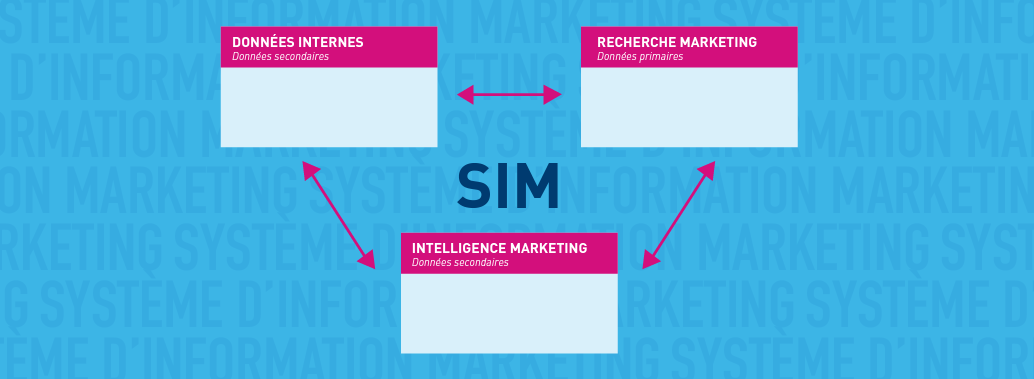 DONNÉES INTERNES
Données secondaires
RECHERCHE MARKETING
Données primaires
SIM
INTELLIGENCE MARKETING
Données secondaires